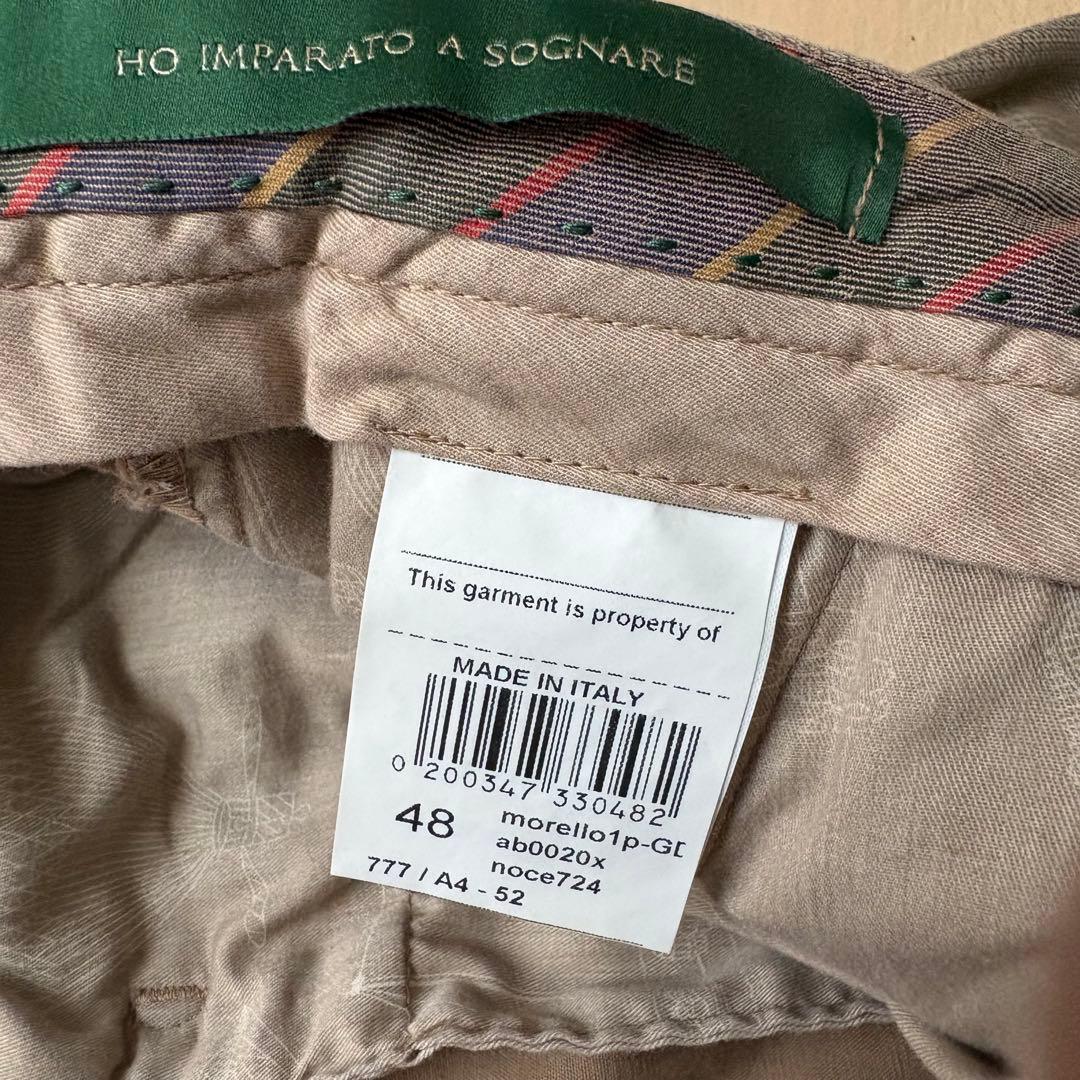 HO IMPARATO A SOGNARE
This garment is property of
MADE IN ITALY
0 200347 330482
48
morello1p-GD
ab0020x
noce724
777 / A4 - 52